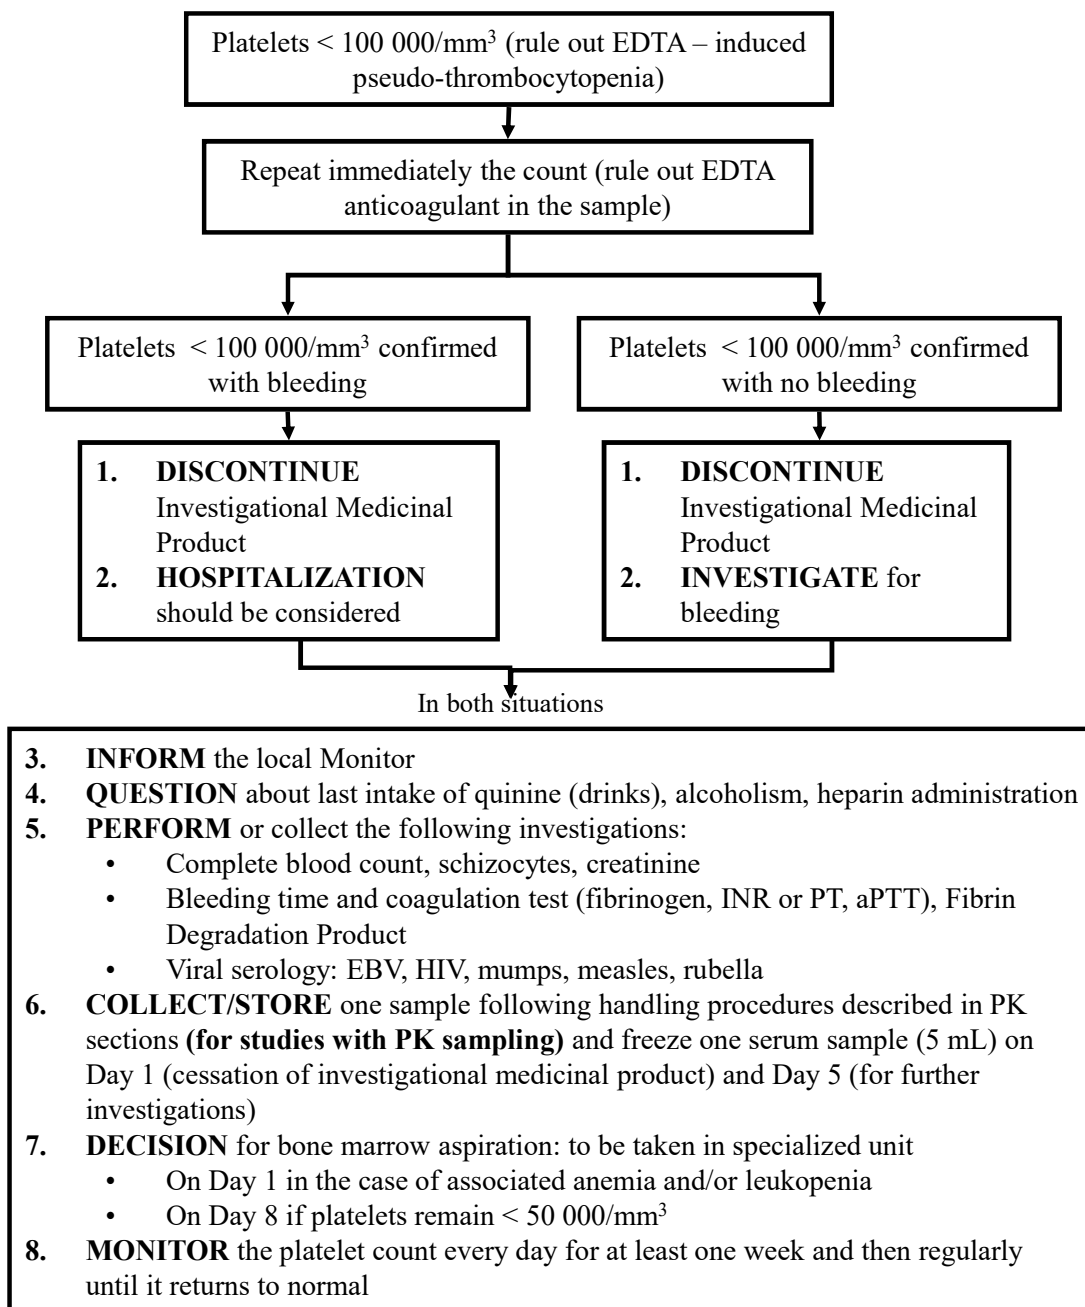 Platelets < 100 000/mm³ (rule out EDTA – induced
pseudo-thrombocytopenia)
Repeat immediately the count (rule out EDTA
anticoagulant in the sample)
Platelets < 100 000/mm³ confirmed
with bleeding
Platelets < 100 000/mm³ confirmed
with no bleeding
1. DISCONTINUE
Investigational Medicinal
Product
2. HOSPITALIZATION
should be considered
1. DISCONTINUE
Investigational Medicinal
Product
2. INVESTIGATE for
bleeding
In both situations
3. INFORM the local Monitor
4. QUESTION about last intake of quinine (drinks), alcoholism, heparin administration
5. PERFORM or collect the following investigations:
• Complete blood count, schizocytes, creatinine
• Bleeding time and coagulation test (fibrinogen, INR or PT, aPTT), Fibrin
Degradation Product
• Viral serology: EBV, HIV, mumps, measles, rubella
6. COLLECT/STORE one sample following handling procedures described in PK
sections (for studies with PK sampling) and freeze one serum sample (5 mL) on
Day 1 (cessation of investigational medicinal product) and Day 5 (for further
investigations)
7. DECISION for bone marrow aspiration: to be taken in specialized unit
• On Day 1 in the case of associated anemia and/or leukopenia
• On Day 8 if platelets remain < 50 000/mm³
8. MONITOR the platelet count every day for at least one week and then regularly
until it returns to normal